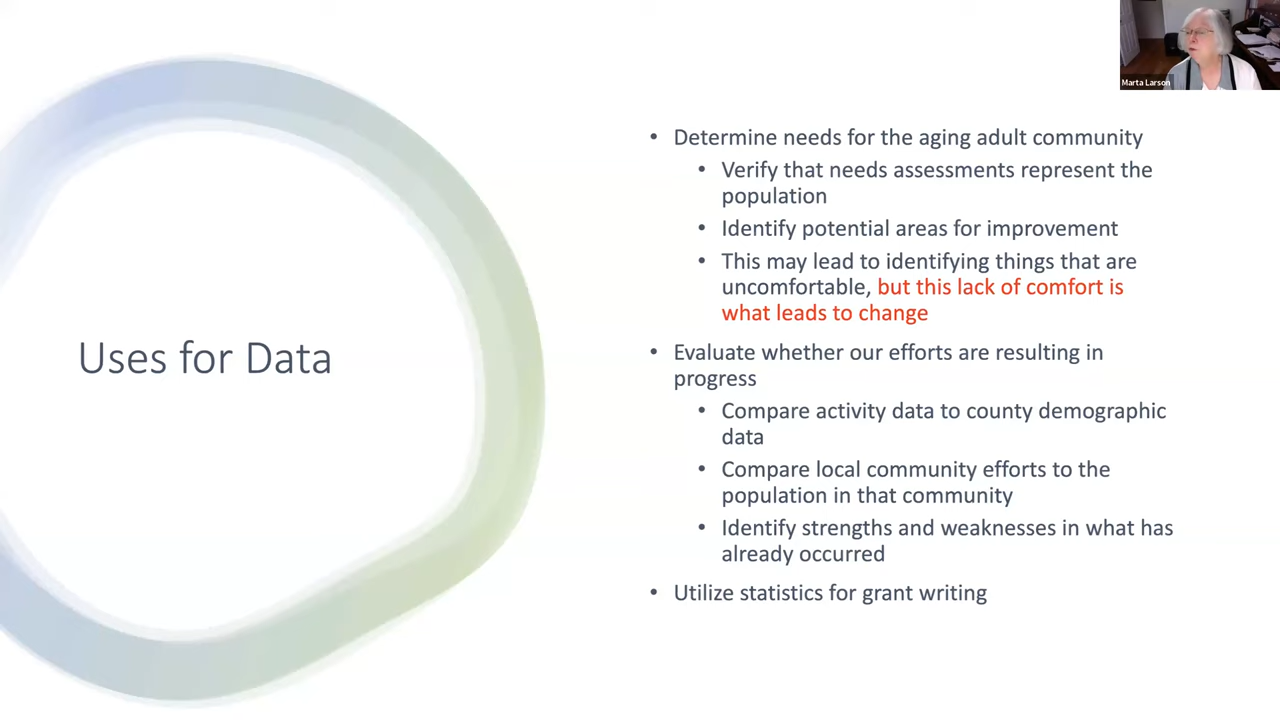 Marta Larson
Uses for Data
• Determine needs for the aging adult community
• Verify that needs assessments represent the
population
• Identify potential areas for improvement
• This may lead to identifying things that are
uncomfortable, but this lack of comfort is
what leads to change
• Evaluate whether our efforts are resulting in
progress
• Compare activity data to county demographic
data
• Compare local community efforts to the
population in that community
• Identify strengths and weaknesses in what has
already occurred
• Utilize statistics for grant writing